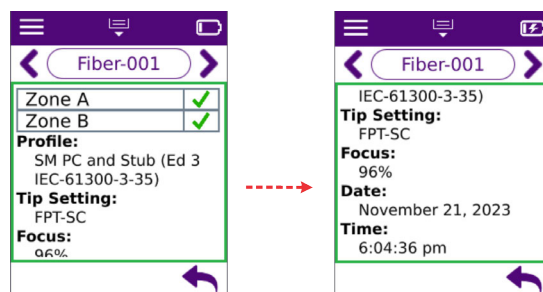 Fiber-001
Zone A
Zone B
Profile:
SM PC and Stub (Ed 3
IEC-61300-3-35)
Tip Setting:
FPT-SC
Focus:
96%
Fiber-001
IEC-61300-3-35)
Tip Setting:
FPT-SC
Focus:
96%
Date:
November 21, 2023
Time:
6:04:36 pm